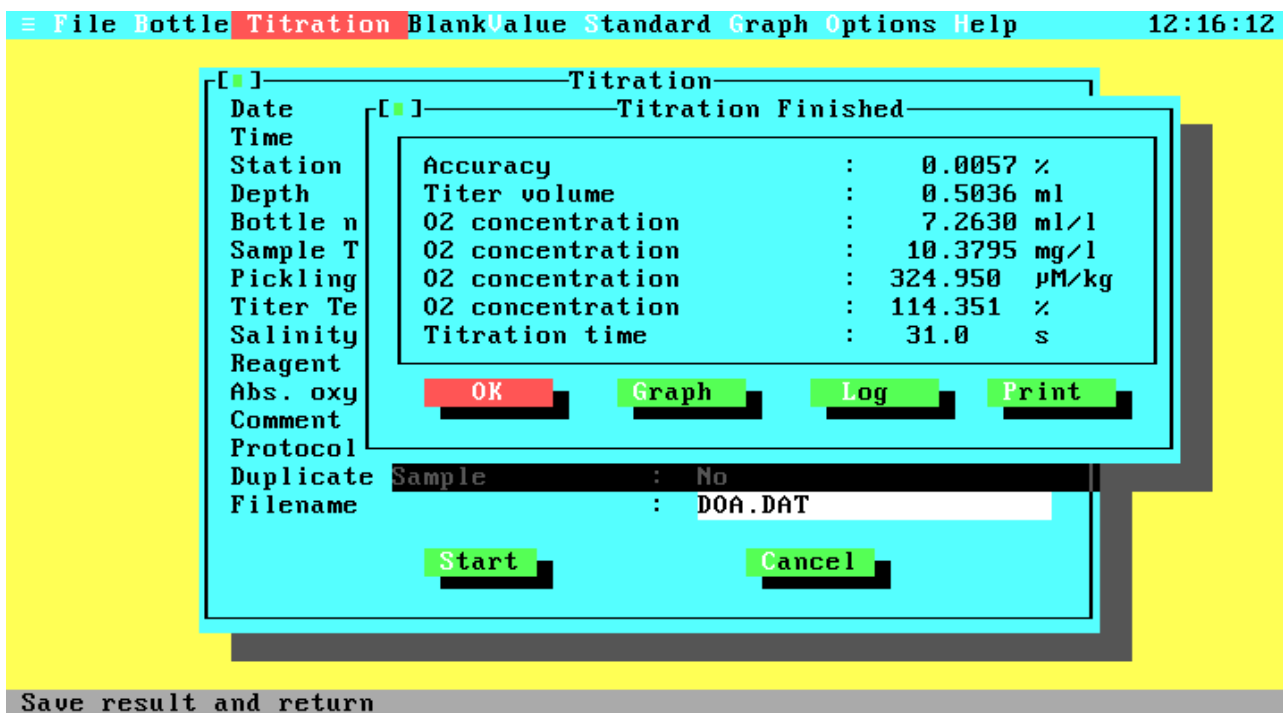 ≡ File Bottle Titration BlankValue Standard Graph Options Help 12:16:12
[■] Titration
Date
[■] Titration Finished
Time
Station
Accuracy : 0.0057 %
Depth
Titer volume : 0.5036 ml
Bottle n
O2 concentration : 7.2630 ml/l
Sample T
O2 concentration : 10.3795 mg/l
Pickling
O2 concentration : 324.950 µM/kg
Titer Te
O2 concentration : 114.351 %
Salinity
Titration time : 31.0 s
Reagent
Abs. oxy
OK Graph Log Print
Comment
Protocol
Duplicate Sample : No
Filename : DOA.DAT
Start Cancel
Save result and return